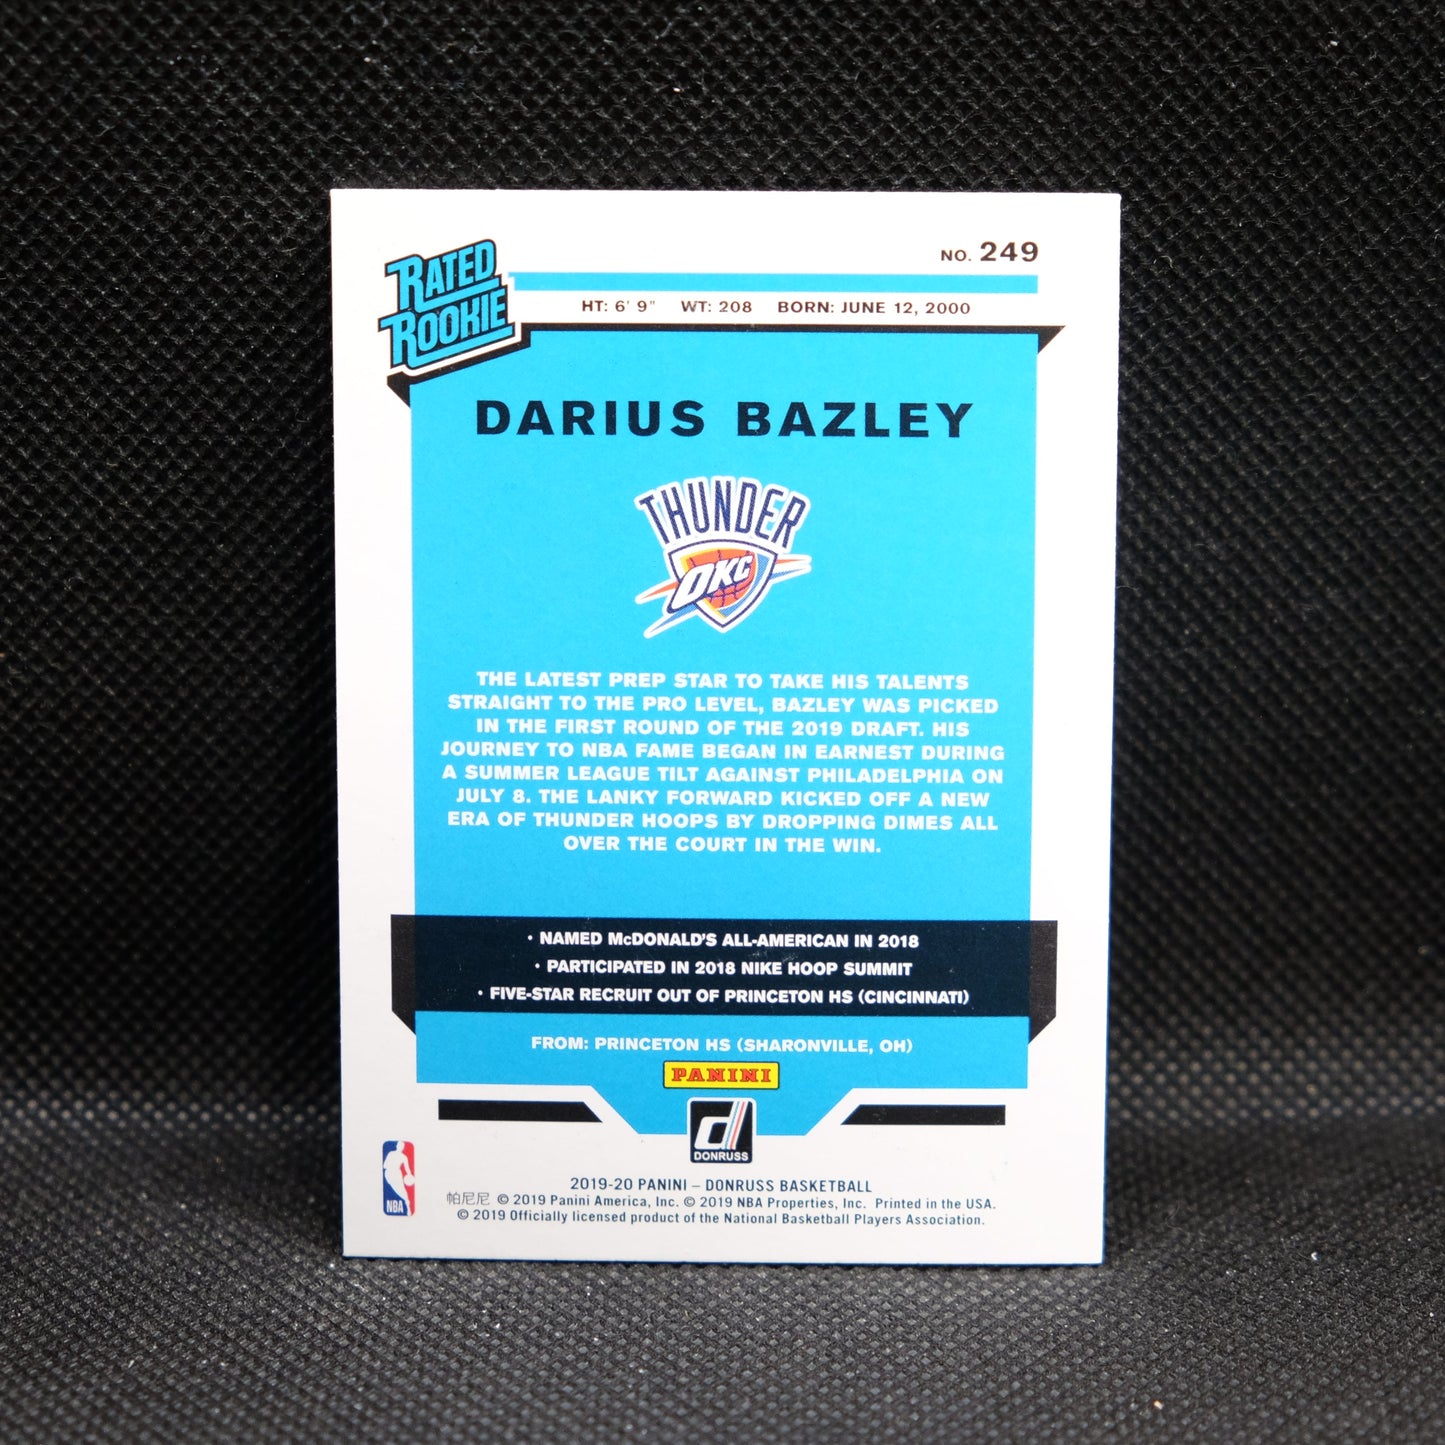 NO. 249
RATED
ROOKIE
HT: 6' 9" WT: 208 BORN: JUNE 12, 2000
DARIUS BAZLEY
THUNDER
OKC
THE LATEST PREP STAR TO TAKE HIS TALENTS
STRAIGHT TO THE PRO LEVEL, BAZLEY WAS PICKED
IN THE FIRST ROUND OF THE 2019 DRAFT. HIS
JOURNEY TO NBA FAME BEGAN IN EARNEST DURING
A SUMMER LEAGUE TILT AGAINST PHILADELPHIA ON
JULY 8. THE LANKY FORWARD KICKED OFF A NEW
ERA OF THUNDER HOOPS BY DROPPING DIMES ALL
OVER THE COURT IN THE WIN.
• NAMED McDONALD'S ALL-AMERICAN IN 2018
• PARTICIPATED IN 2018 NIKE HOOP SUMMIT
• FIVE-STAR RECRUIT OUT OF PRINCETON HS (CINCINNATI)
FROM: PRINCETON HS (SHARONVILLE, OH)
PANINI
d
DONRUSS
NBA
2019-20 PANINI – DONRUSS BASKETBALL
帕尼尼 © 2019 Panini America, Inc. © 2019 NBA Properties, Inc. Printed in the USA.
© 2019 Officially licensed product of the National Basketball Players Association.